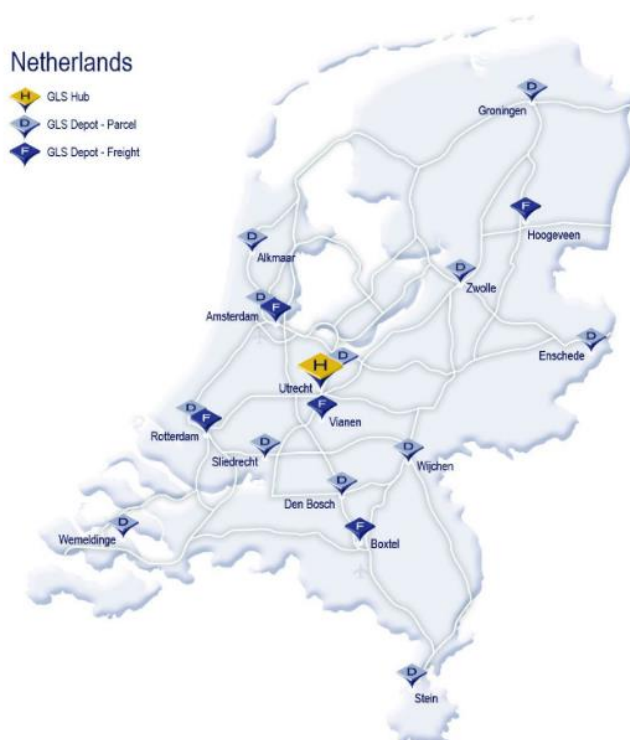 Netherlands
H GLS Hub
D GLS Depot - Parcel
F GLS Depot - Freight
D
Groningen
F
Hoogeveen
D
Alkmaar
D
Zwolle
D F
Amsterdam
D
Enschede
H D
Utrecht
F
Vianen
D F
Rotterdam
D
Sliedrecht
D
Wijchen
D
Den Bosch
D
Wemeldinge
F
Boxtel
D
Stein